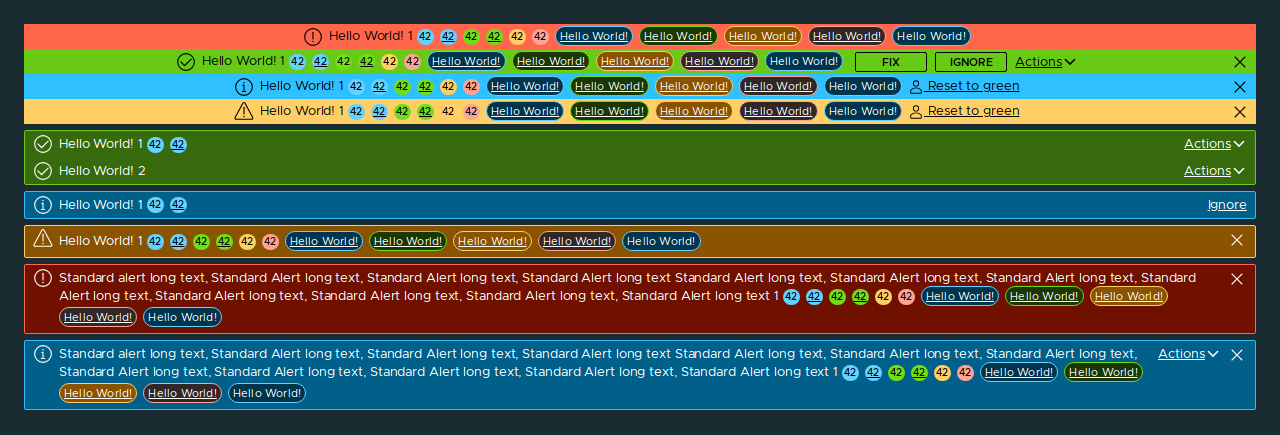 Hello World! 1 42 42 42 42 42 42 Hello World! Hello World! Hello World! Hello World! Hello World!
Hello World! 1 42 42 42 42 42 42 Hello World! Hello World! Hello World! Hello World! Hello World! FIX IGNORE Actions
Hello World! 1 42 42 42 42 42 42 Hello World! Hello World! Hello World! Hello World! Hello World! Reset to green
Hello World! 1 42 42 42 42 42 42 Hello World! Hello World! Hello World! Hello World! Hello World! Reset to green
Hello World! 1 42 42 Actions
Hello World! 2 Actions
Hello World! 1 42 42 Ignore
Hello World! 1 42 42 42 42 42 42 Hello World! Hello World! Hello World! Hello World! Hello World!
Standard alert long text, Standard Alert long text, Standard Alert long text, Standard Alert long text Standard Alert long text, Standard Alert long text, Standard
Alert long text, Standard Alert long text, Standard Alert long text, Standard Alert long text, Standard Alert long text 1 42 42 42 42 42 42 Hello World! Hello World! Hello World!
Hello World! Hello World!
Standard alert long text, Standard Alert long text, Standard Alert long text, Standard Alert long text Standard Alert long text, Standard Alert long text, Actions
Standard Alert long text, Standard Alert long text, Standard Alert long text, Standard Alert long text, Standard Alert long text 1 42 42 42 42 42 42 Hello World! Hello World!
Hello World! Hello World! Hello World!